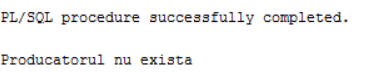 PL/SQL procedure successfully completed.
Producatorul nu exista